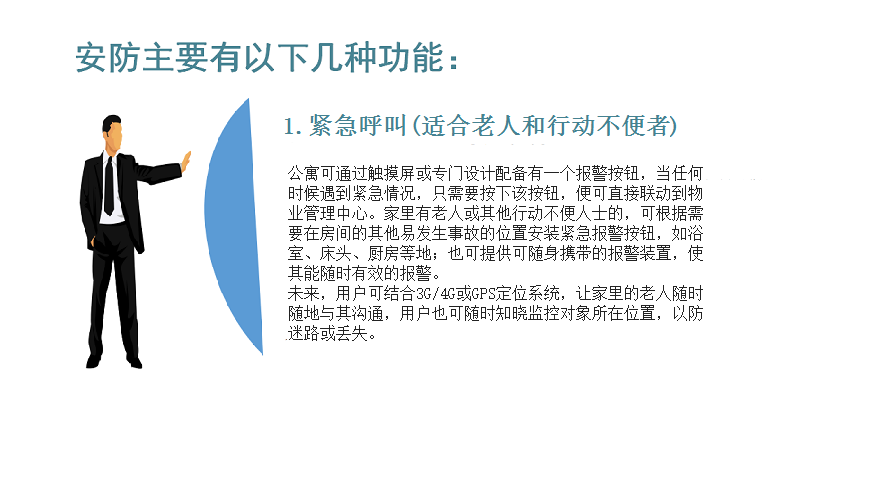 安防主要有以下几种功能：
1.紧急呼叫(适合老人和行动不便者)
公寓可通过触摸屏或专门设计配备有一个报警按钮，当任何
时候遇到紧急情况，只需要按下该按钮，便可直接联动到物
业管理中心。家里有老人或其他行动不便人士的，可根据需
要在房间的其他易发生事故的位置安装紧急报警按钮，如浴
室、床头、厨房等地；也可提供可随身携带的报警装置，使
其能随时有效的报警。
未来，用户可结合3G/4G或GPS定位系统，让家里的老人随时
随地与其沟通，用户也可随时知晓监控对象所在位置，以防
迷路或丢失。